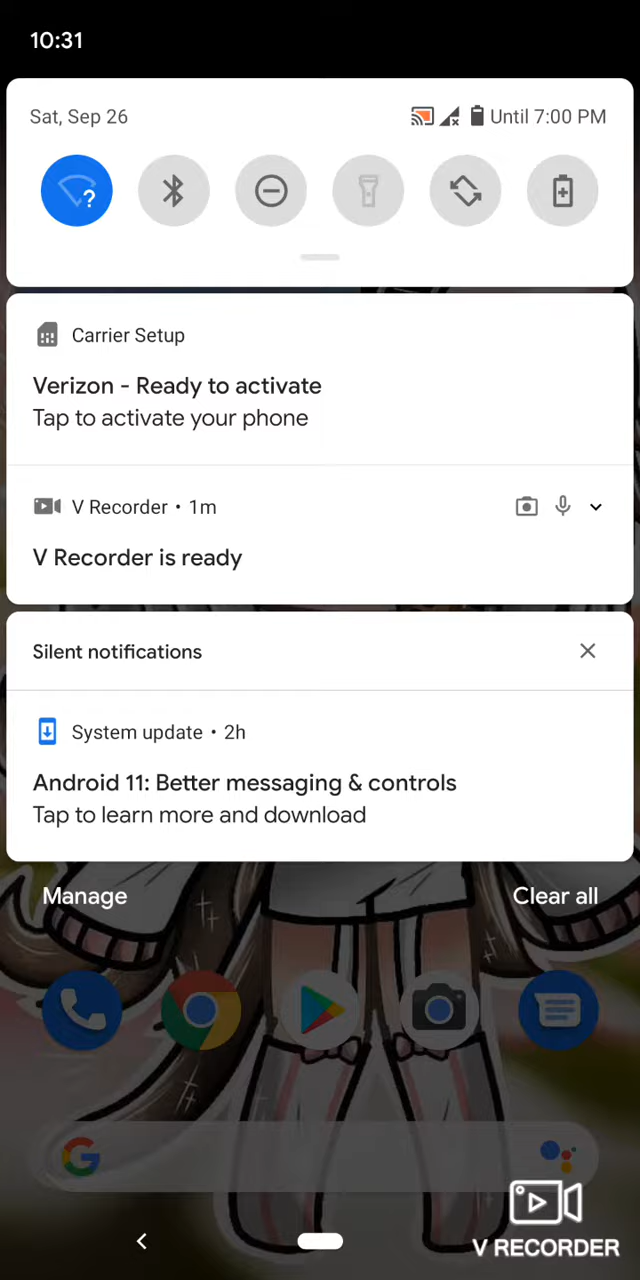 10:31
Sat, Sep 26 Until 7:00 PM
?
Carrier Setup
Verizon - Ready to activate
Tap to activate your phone
V Recorder • 1m
V Recorder is ready
Silent notifications
System update • 2h
Android 11: Better messaging & controls
Tap to learn more and download
Manage Clear all
G
V RECORDER